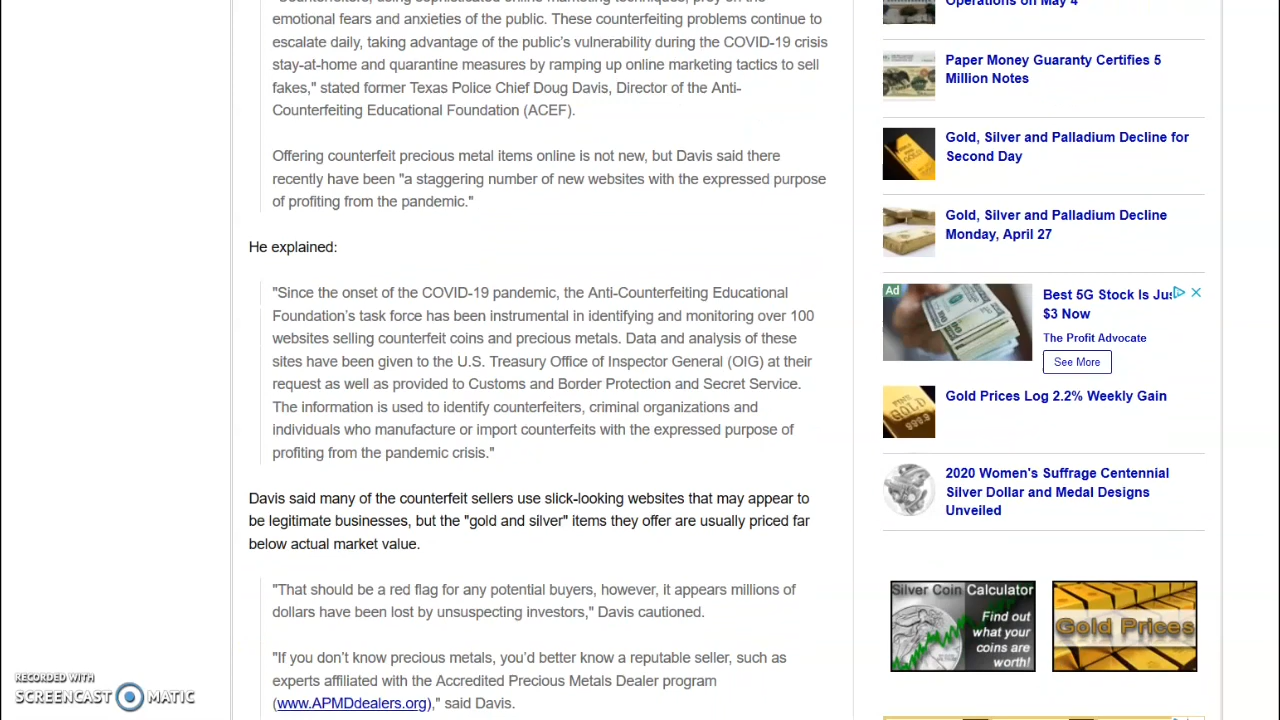 "Counterfeiters, using sophisticated online marketing techniques, prey on the
emotional fears and anxieties of the public. These counterfeiting problems continue to
escalate daily, taking advantage of the public's vulnerability during the COVID-19 crisis
stay-at-home and quarantine measures by ramping up online marketing tactics to sell
fakes," stated former Texas Police Chief Doug Davis, Director of the Anti-
Counterfeiting Educational Foundation (ACEF).
Offering counterfeit precious metal items online is not new, but Davis said there
recently have been "a staggering number of new websites with the expressed purpose
of profiting from the pandemic."
He explained:
"Since the onset of the COVID-19 pandemic, the Anti-Counterfeiting Educational
Foundation's task force has been instrumental in identifying and monitoring over 100
websites selling counterfeit coins and precious metals. Data and analysis of these
sites have been given to the U.S. Treasury Office of Inspector General (OIG) at their
request as well as provided to Customs and Border Protection and Secret Service.
The information is used to identify counterfeiters, criminal organizations and
individuals who manufacture or import counterfeits with the expressed purpose of
profiting from the pandemic crisis."
Davis said many of the counterfeit sellers use slick-looking websites that may appear to
be legitimate businesses, but the "gold and silver" items they offer are usually priced far
below actual market value.
"That should be a red flag for any potential buyers, however, it appears millions of
dollars have been lost by unsuspecting investors," Davis cautioned.
"If you don't know precious metals, you'd better know a reputable seller, such as
experts affiliated with the Accredited Precious Metals Dealer program
(www.APMDdealers.org)," said Davis.
Operations on May 4
Paper Money Guaranty Certifies 5
Million Notes
Gold, Silver and Palladium Decline for
Second Day
Gold, Silver and Palladium Decline
Monday, April 27
Ad
Best 5G Stock Is Jus
$3 Now
The Profit Advocate
See More
FINE
GOLD
999.9
Gold Prices Log 2.2% Weekly Gain
2020 Women's Suffrage Centennial
Silver Dollar and Medal Designs
Unveiled
Silver Coin Calculator
Find out
what your
coins are
worth!
Gold Prices
RECORDED WITH
SCREENCAST MATIC